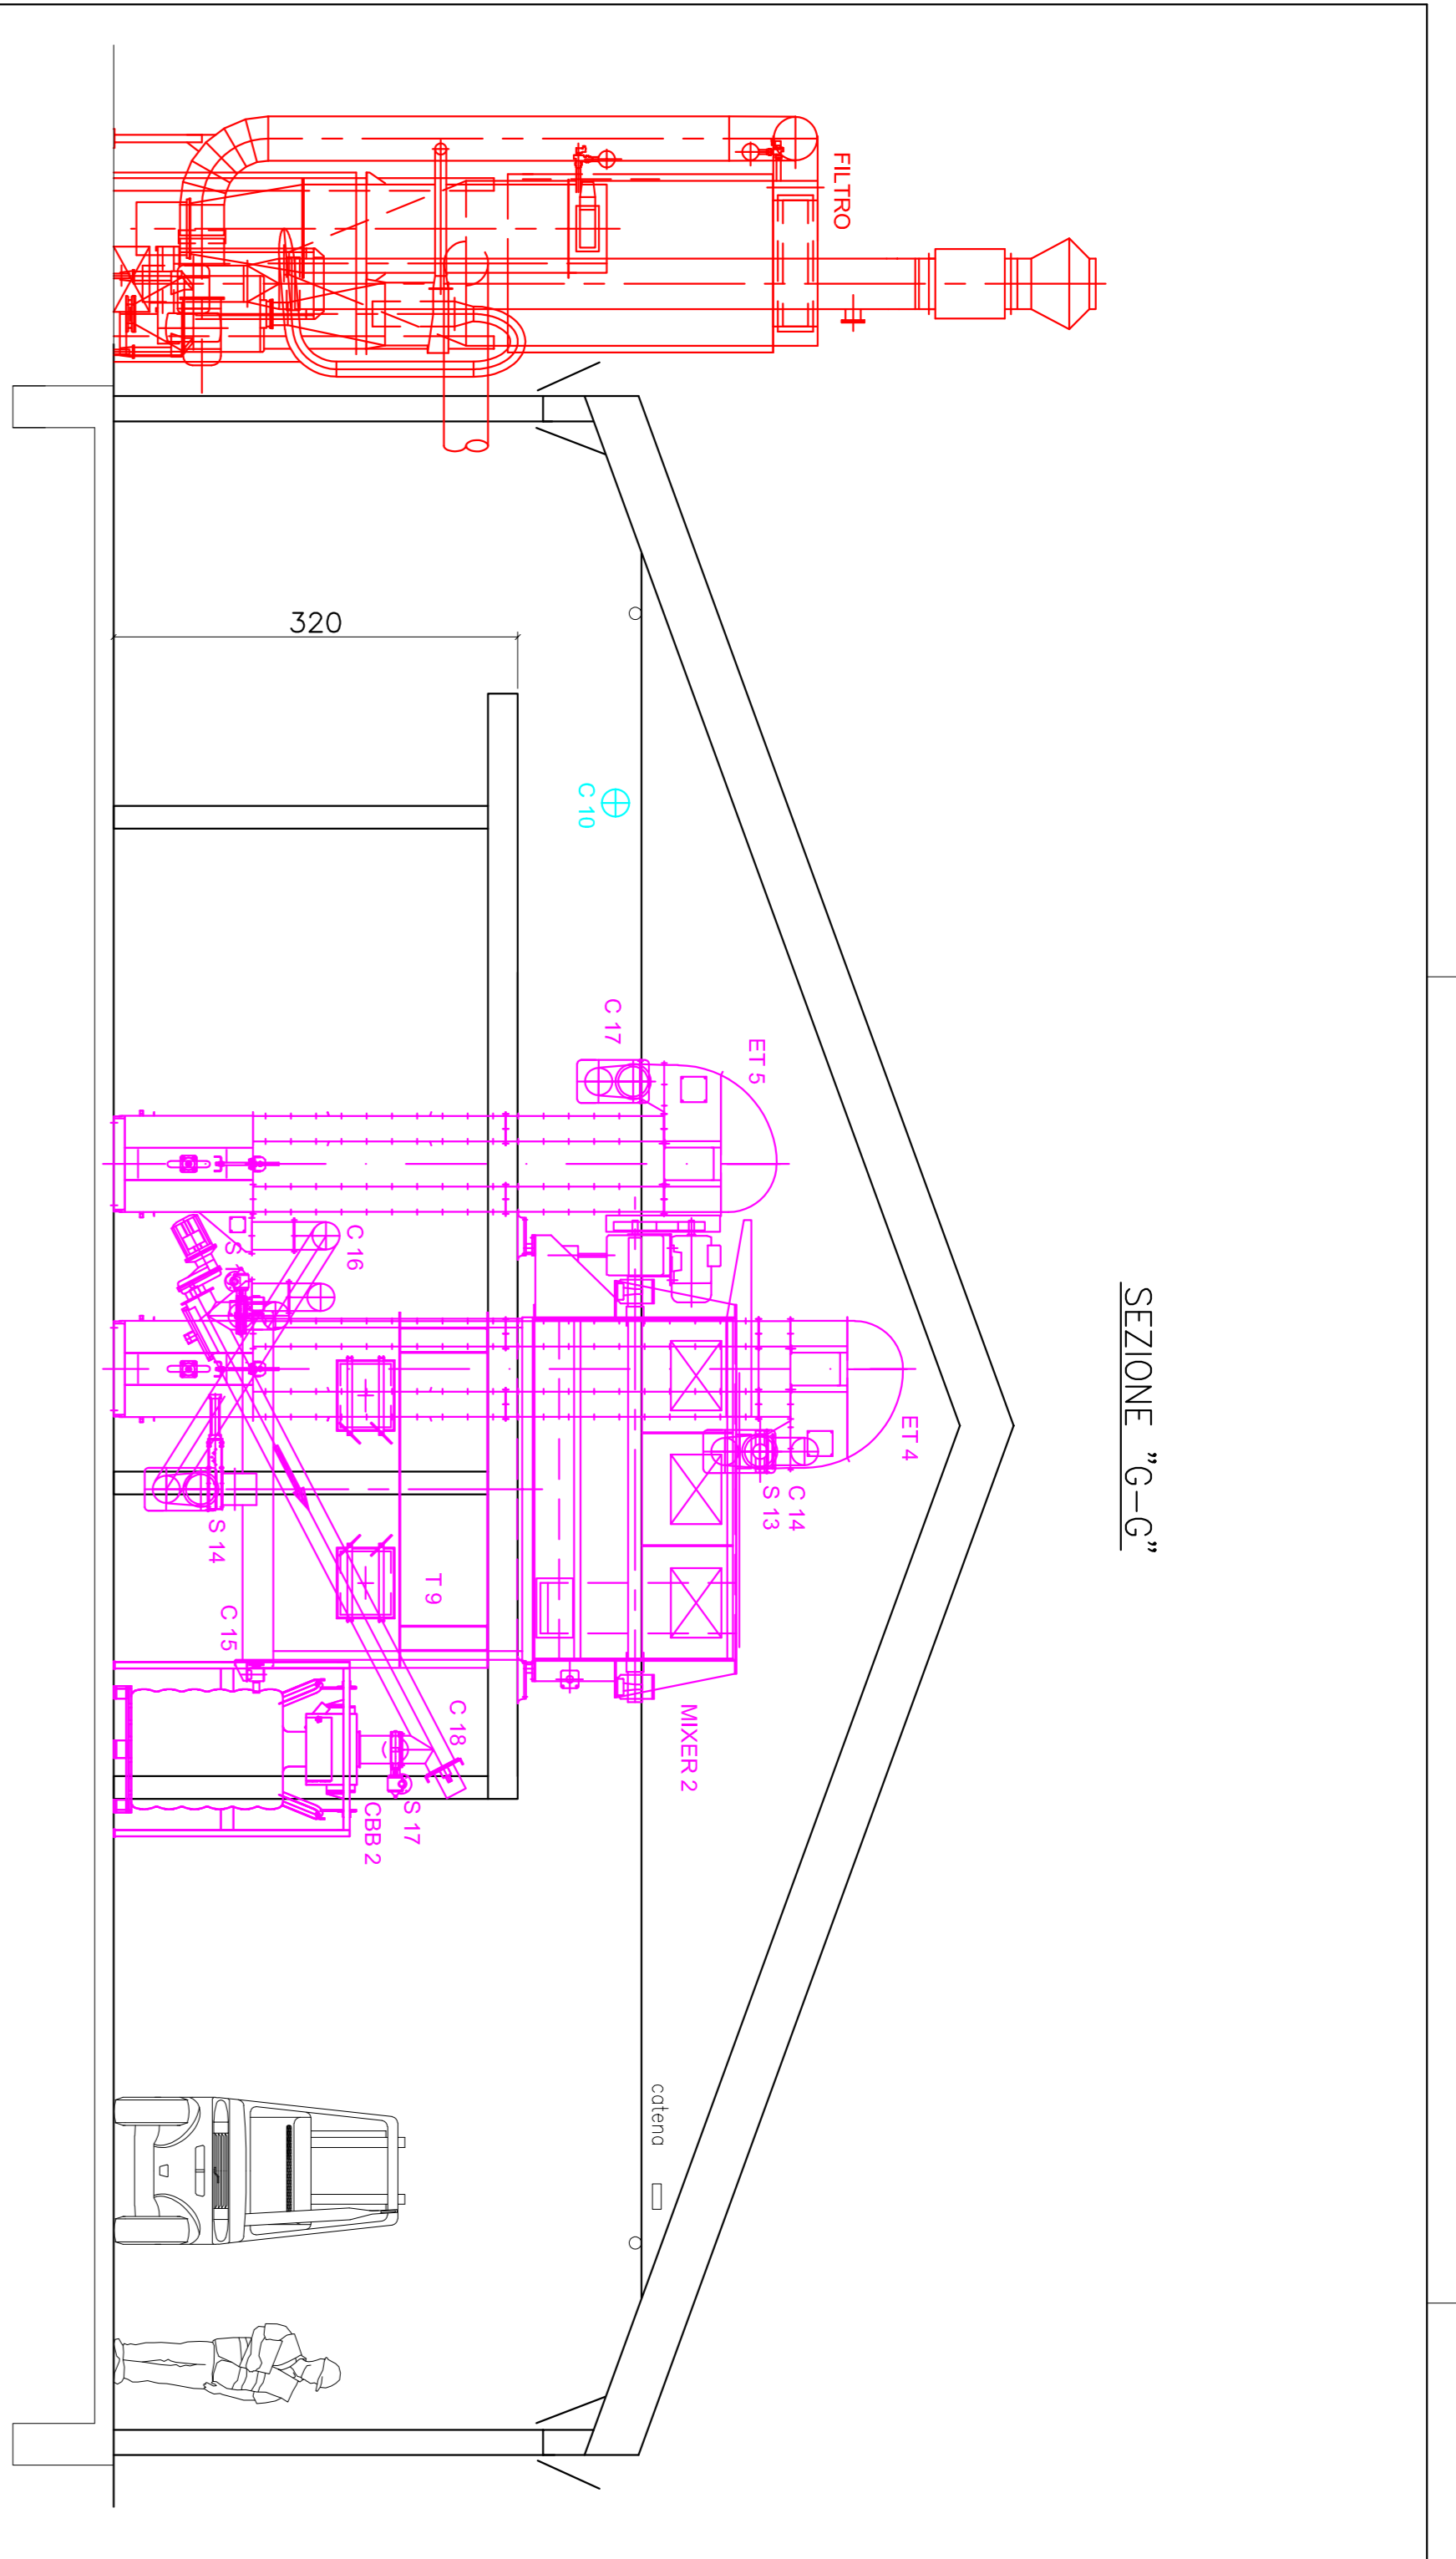 SEZIONE "G-G"
FILTRO
320
C 10
C 17
ET 5
C 16
S 1
ET 4
C 14
S 13
S 14
T 9
C 15
MIXER 2
C 18
S 17
CBB 2
catena